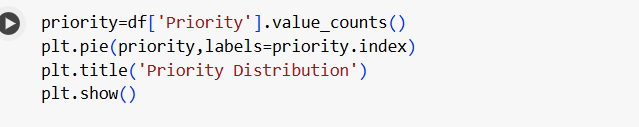 priority=df['Priority'].value_counts()
plt.pie(priority,labels=priority.index)
plt.title('Priority Distribution')
plt.show()